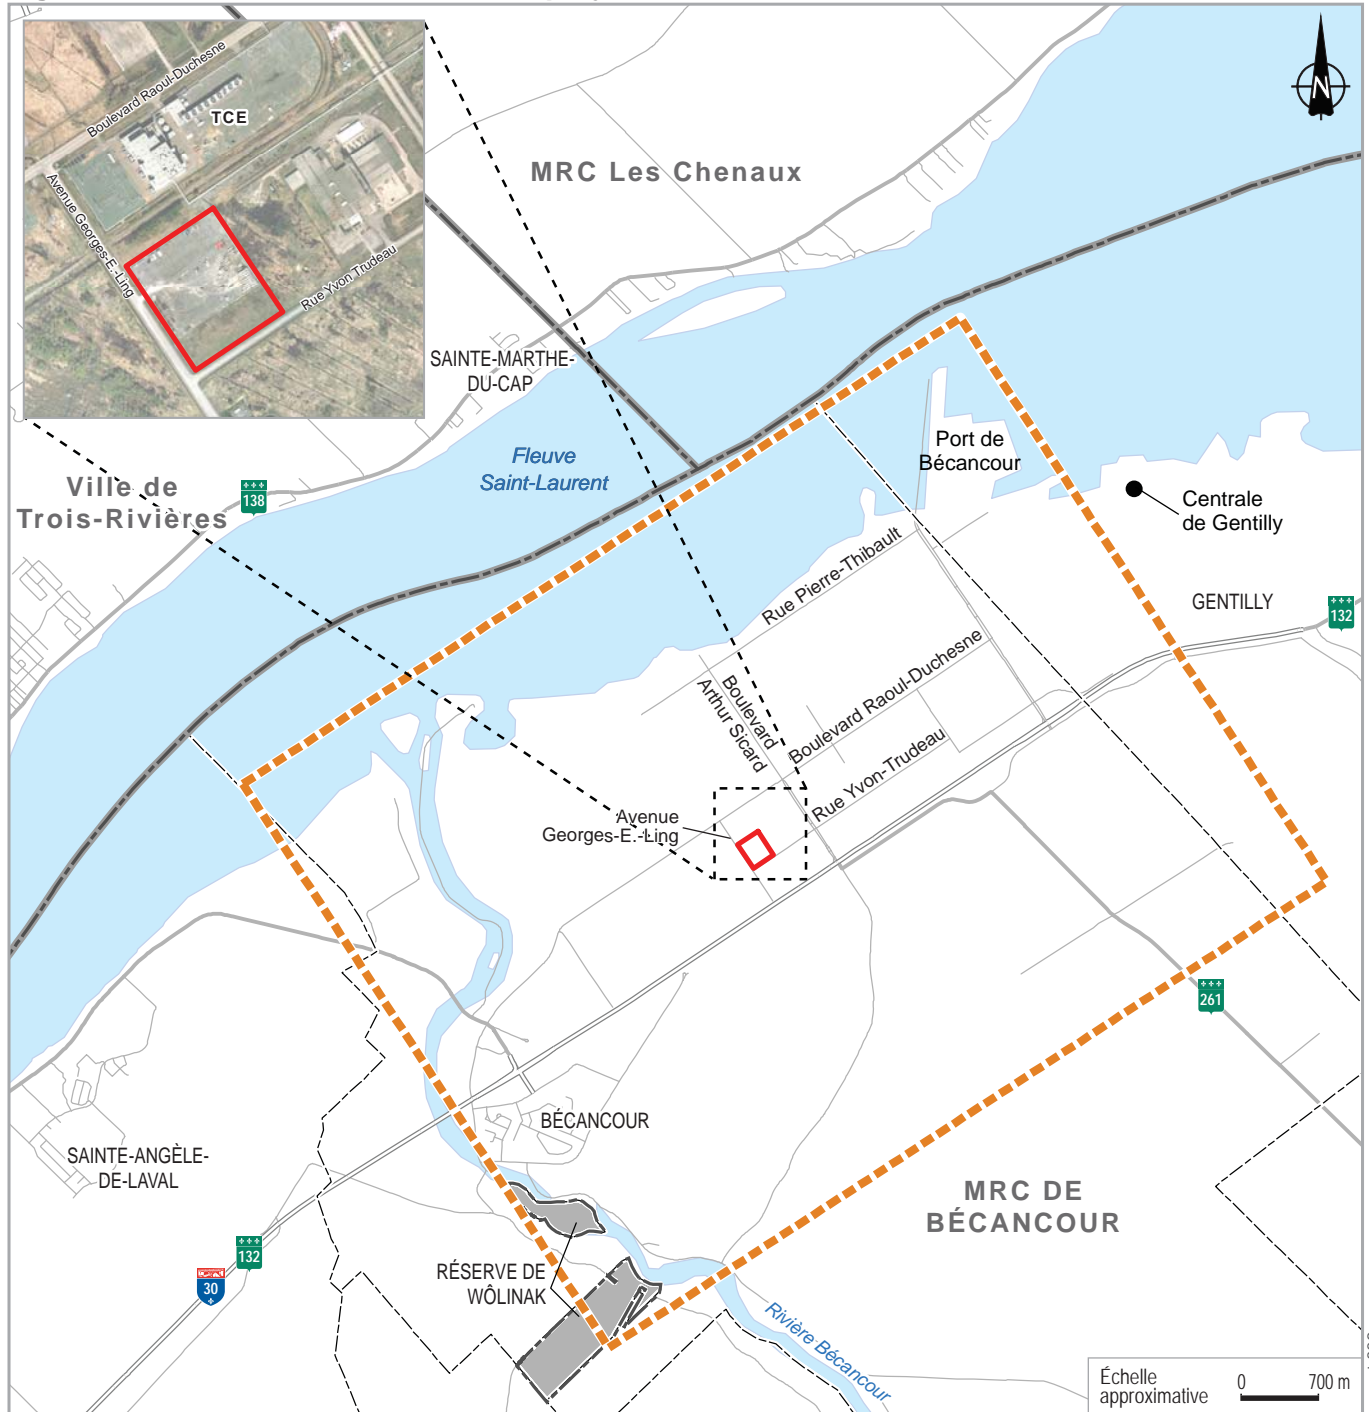 Boulevard Raoul-Duchesne
TCE
Avenue Georges-E.-Ling
Rue Yvon Trudeau
N
MRC Les Chenaux
SAINTE-MARTHE-
DU-CAP
Fleuve
Saint-Laurent
Ville de
Trois-Rivières
138
Port de
Bécancour
Centrale
de Gentilly
GENTILLY
132
Rue Pierre-Thibault
Boulevard
Arthur Sicard
Boulevard Raoul-Duchesne
Rue Yvon-Trudeau
Avenue
Georges-E.-Ling
261
BÉCANCOUR
SAINTE-ANGÈLE-
DE-LAVAL
MRC DE
BÉCANCOUR
132
30
RÉSERVE DE
WÔLINAK
Rivière Bécancour
Échelle
approximative
0 700 m